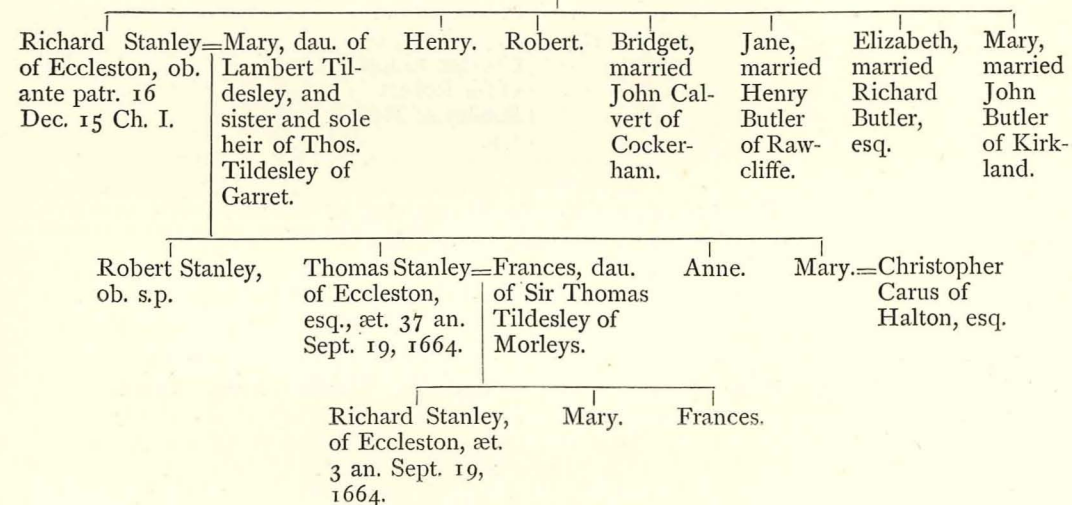 Richard Stanley=Mary, dau. of
of Eccleston, ob. Lambert Til-
ante patr. 16 desley, and
Dec. 15 Ch. I. sister and sole
heir of Thos.
Tildesley of
Garret.
Henry.
Robert.
Bridget,
married
John Cal-
vert of
Cocker-
ham.
Jane,
married
Henry
Butler
of Raw-
cliffe.
Elizabeth,
married
Richard
Butler,
esq.
Mary,
married
John
Butler
of Kirk-
land.
Robert Stanley,
ob. s.p.
Thomas Stanley=Frances, dau.
of Eccleston, of Sir Thomas
esq., æt. 37 an. Tildesley of
Sept. 19, 1664. Morleys.
Anne.
Mary.=Christopher
Carus of
Halton, esq.
Richard Stanley,
of Eccleston, æt.
3 an. Sept. 19,
1664.
Mary.
Frances.